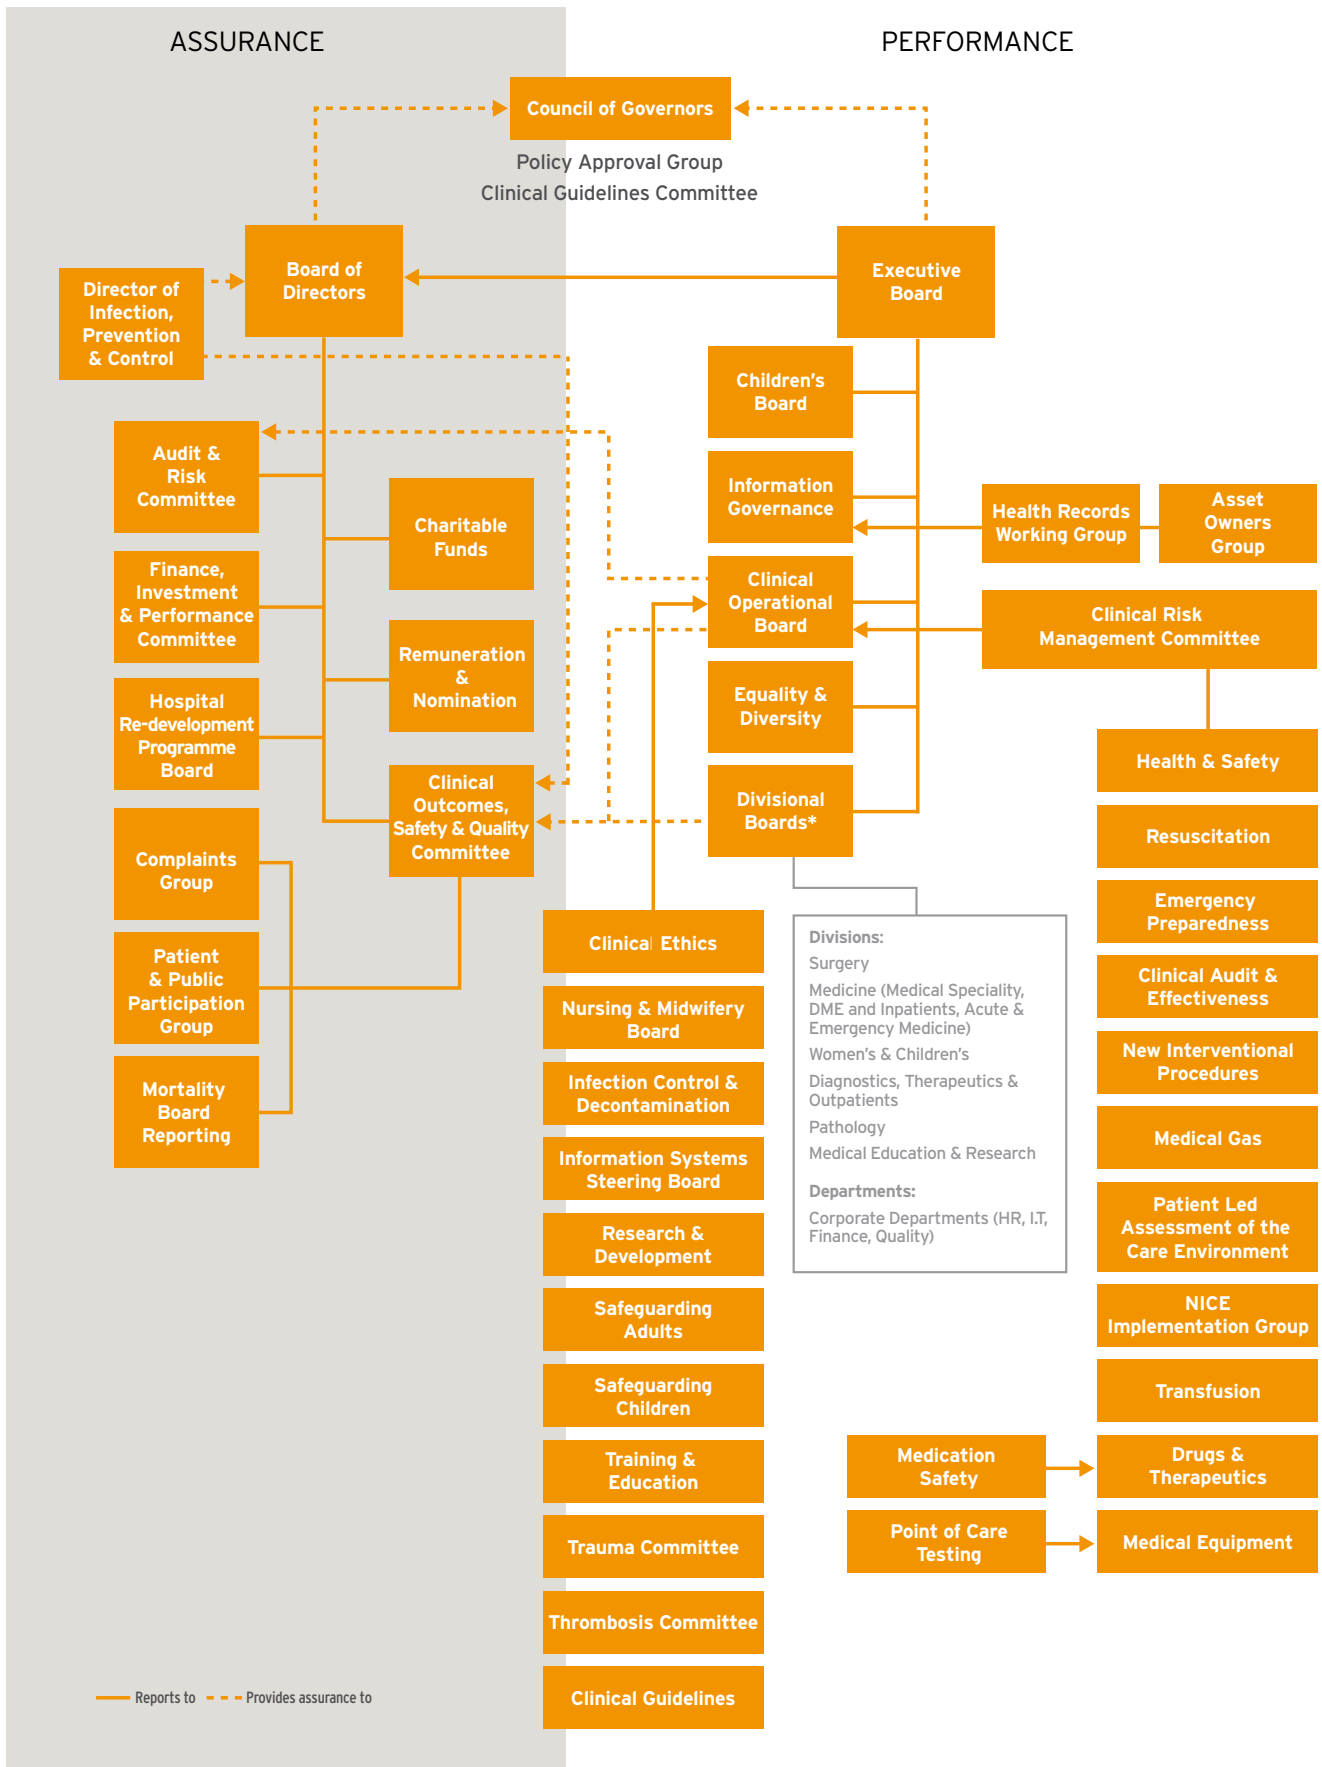 ASSURANCE
PERFORMANCE
Council of Governors
Policy Approval Group
Clinical Guidelines Committee
Board of
Directors
Executive
Board
Director of
Infection,
Prevention
& Control
Children's
Board
Audit &
Risk
Committee
Charitable
Funds
Information
Governance
Health Records
Working Group
Asset
Owners
Group
Finance,
Investment
& Performance
Committee
Clinical
Operational
Board
Clinical Risk
Management Committee
Remuneration
&
Nomination
Hospital
Re-development
Programme
Board
Equality &
Diversity
Health & Safety
Clinical
Outcomes,
Safety & Quality
Committee
Divisional
Boards*
Complaints
Group
Patient
& Public
Participation
Group
Mortality
Board
Reporting
Clinical Ethics
Nursing & Midwifery
Board
Infection Control &
Decontamination
Information Systems
Steering Board
Research &
Development
Safeguarding
Adults
Safeguarding
Children
Training &
Education
Trauma Committee
Thrombosis Committee
Clinical Guidelines
Divisions:
Surgery
Medicine (Medical Speciality,
DME and Inpatients, Acute &
Emergency Medicine)
Women's & Children's
Diagnostics, Therapeutics &
Outpatients
Pathology
Medical Education & Research
Departments:
Corporate Departments (HR, I.T,
Finance, Quality)
Resuscitation
Emergency
Preparedness
Clinical Audit &
Effectiveness
New Interventional
Procedures
Medical Gas
Patient Led
Assessment of the
Care Environment
NICE
Implementation Group
Transfusion
Medication
Safety
Drugs &
Therapeutics
Point of Care
Testing
Medical Equipment
Reports to
Provides assurance to